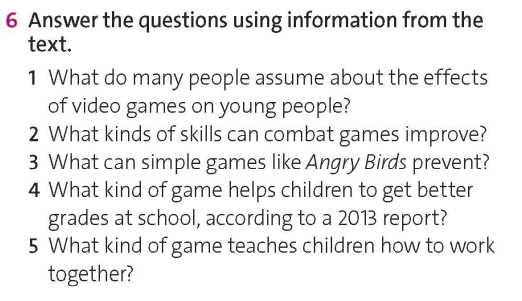 6 Answer the questions using information from the
text.
1 What do many people assume about the effects
of video games on young people?
2 What kinds of skills can combat games improve?
3 What can simple games like Angry Birds prevent?
4 What kind of game helps children to get better
grades at school, according to a 2013 report?
5 What kind of game teaches children how to work
together?